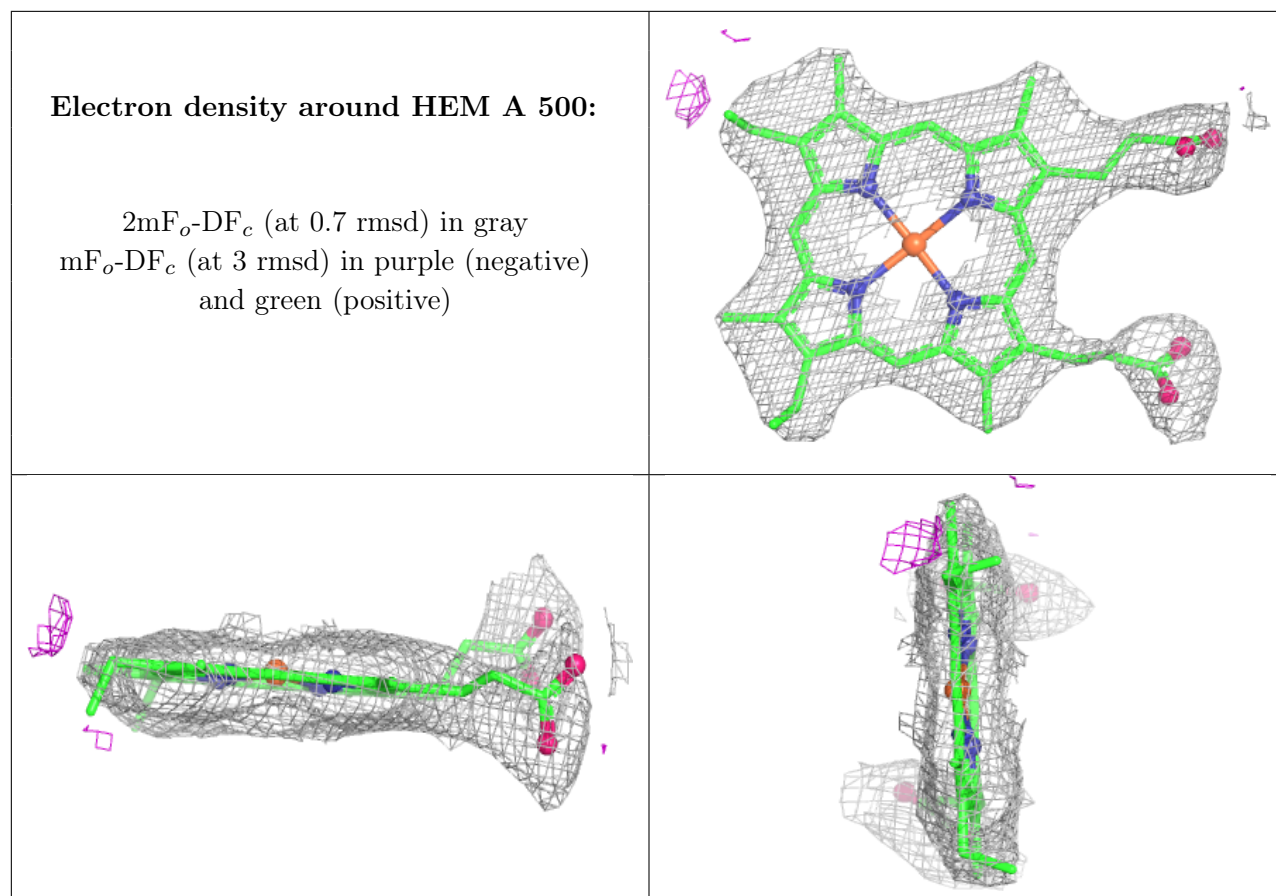 Electron density around HEM A 500:
2mFₒ-DF𝒸 (at 0.7 rmsd) in gray
mFₒ-DF𝒸 (at 3 rmsd) in purple (negative)
and green (positive)